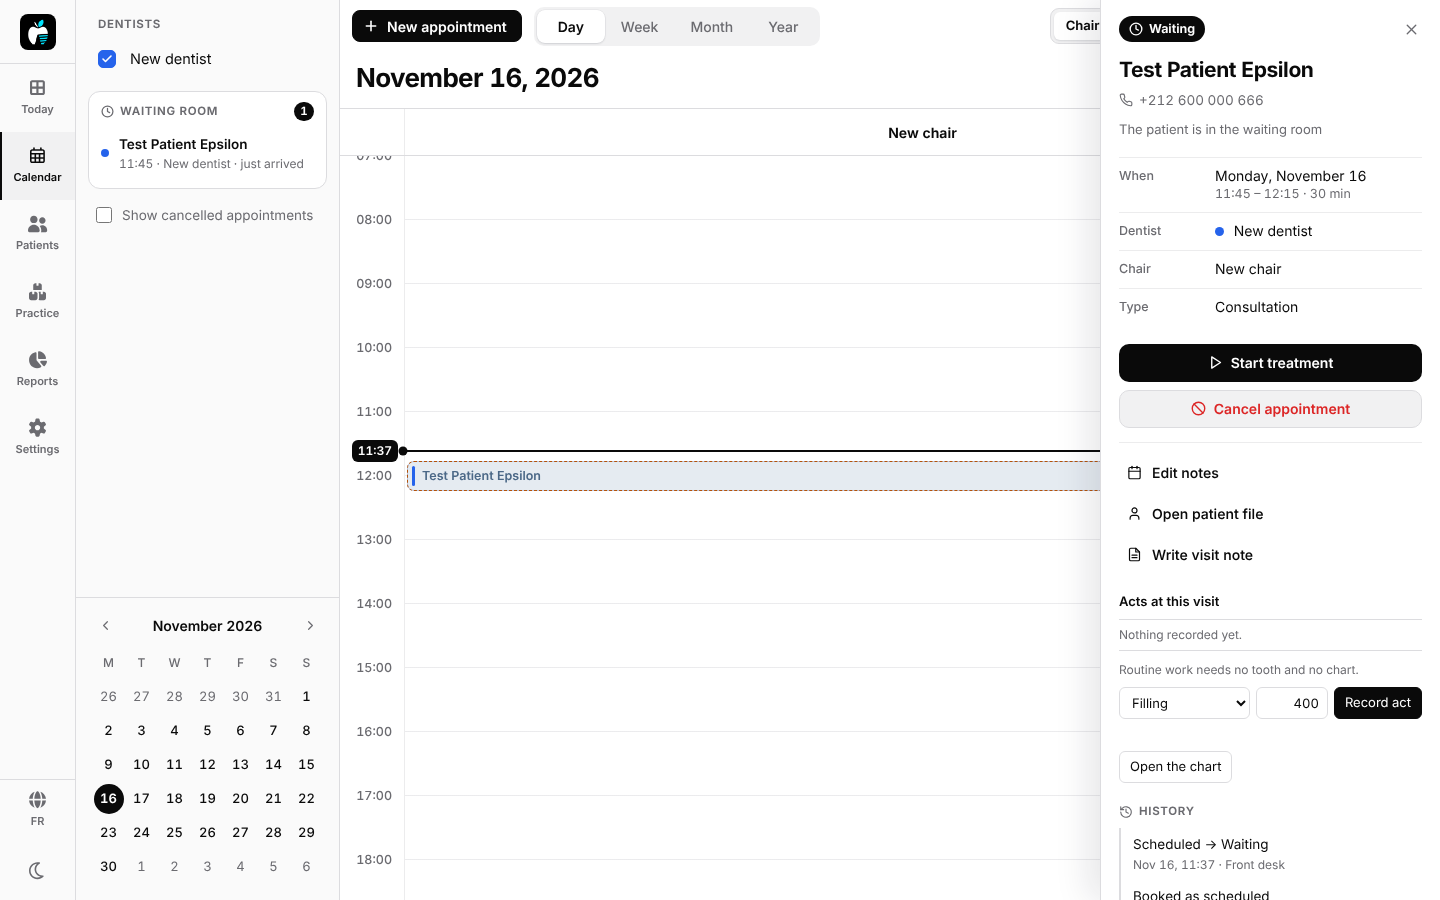 Today
Calendar
Patients
Practice
Reports
Settings
FR
DENTISTS
New dentist
WAITING ROOM
1
Test Patient Epsilon
11:45 · New dentist · just arrived
Show cancelled appointments
November 2026
M T W T F S S
26 27 28 29 30 31 1
2 3 4 5 6 7 8
9 10 11 12 13 14 15
16 17 18 19 20 21 22
23 24 25 26 27 28 29
30 1 2 3 4 5 6
New appointment
Day
Week
Month
Year
Chair
November 16, 2026
New chair
07:00
08:00
09:00
10:00
11:00
11:37
12:00
Test Patient Epsilon
13:00
14:00
15:00
16:00
17:00
18:00
Waiting
Test Patient Epsilon
+212 600 000 666
The patient is in the waiting room
When
Monday, November 16
11:45 – 12:15 · 30 min
Dentist
New dentist
Chair
New chair
Type
Consultation
Start treatment
Cancel appointment
Edit notes
Open patient file
Write visit note
Acts at this visit
Nothing recorded yet.
Routine work needs no tooth and no chart.
Filling
400
Record act
Open the chart
HISTORY
Scheduled → Waiting
Nov 16, 11:37 · Front desk
Booked as scheduled